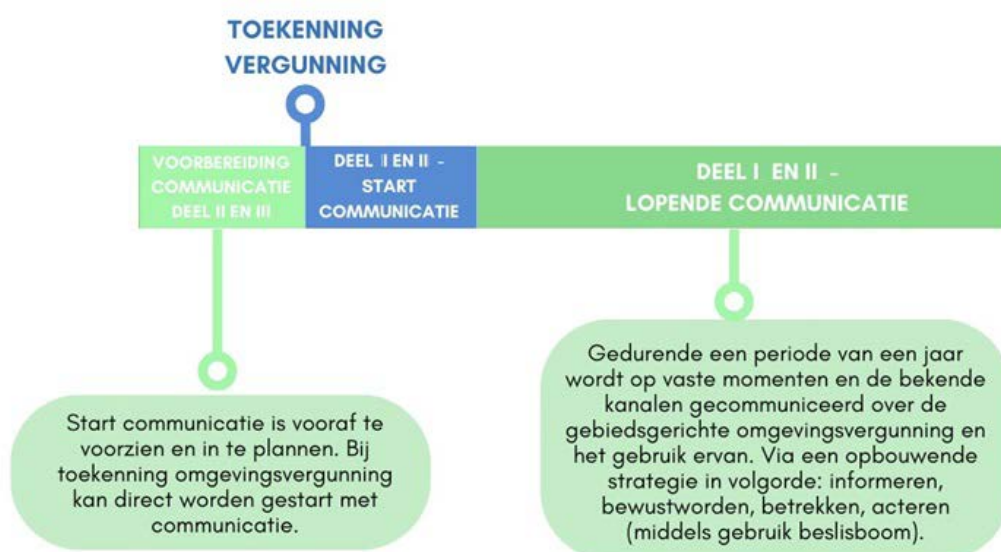 TOEKENNING
VERGUNNING
VOORBEREIDING
COMMUNICATIE
DEEL II EN III
DEEL II EN II -
START
COMMUNICATIE
DEEL I EN II -
LOPENDE COMMUNICATIE
Start communicatie is vooraf te
voorzien en in te plannen. Bij
toekenning omgevingsvergunning
kan direct worden gestart met
communicatie.
Gedurende een periode van een jaar
wordt op vaste momenten en de bekende
kanalen gecommuniceerd over de
gebiedsgerichte omgevingsvergunning en
het gebruik ervan. Via een opbouwende
strategie in volgorde: informeren,
bewustworden, betrekken, acteren
(middels gebruik beslisboom).